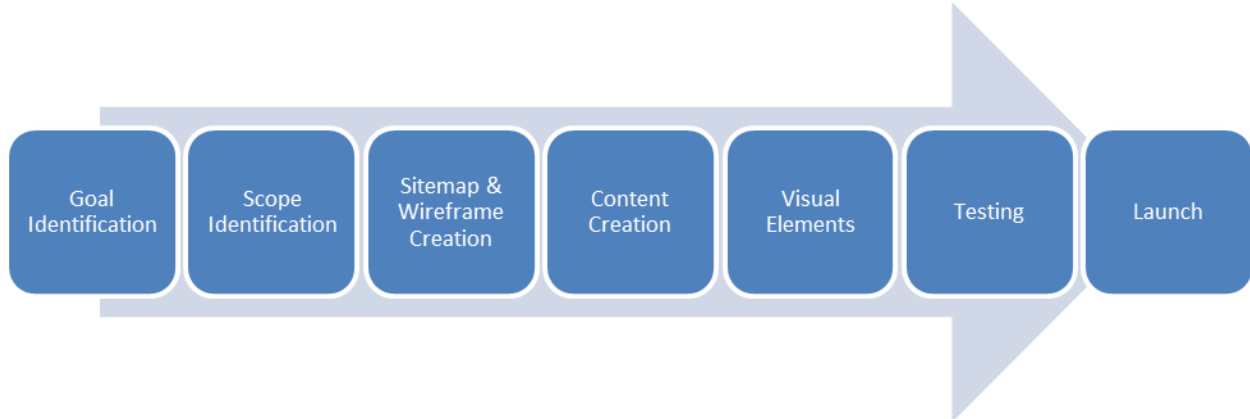 Goal
Identification
Scope
Identification
Sitemap &
Wireframe
Creation
Content
Creation
Visual
Elements
Testing
Launch